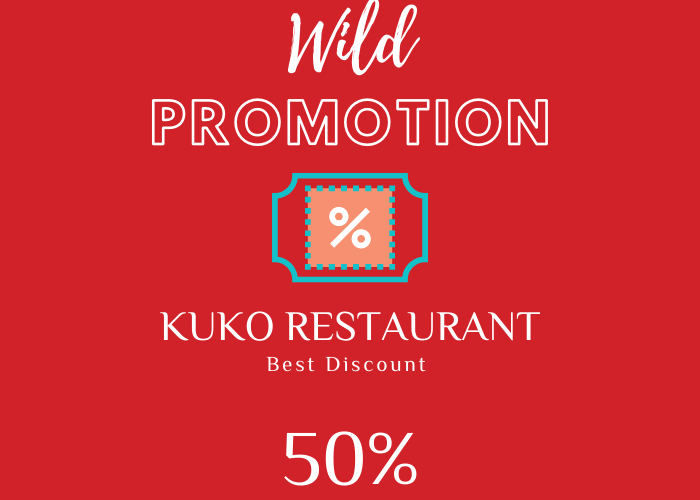 Wild
PROMOTION
%
KUKO RESTAURANT
Best Discount
50%